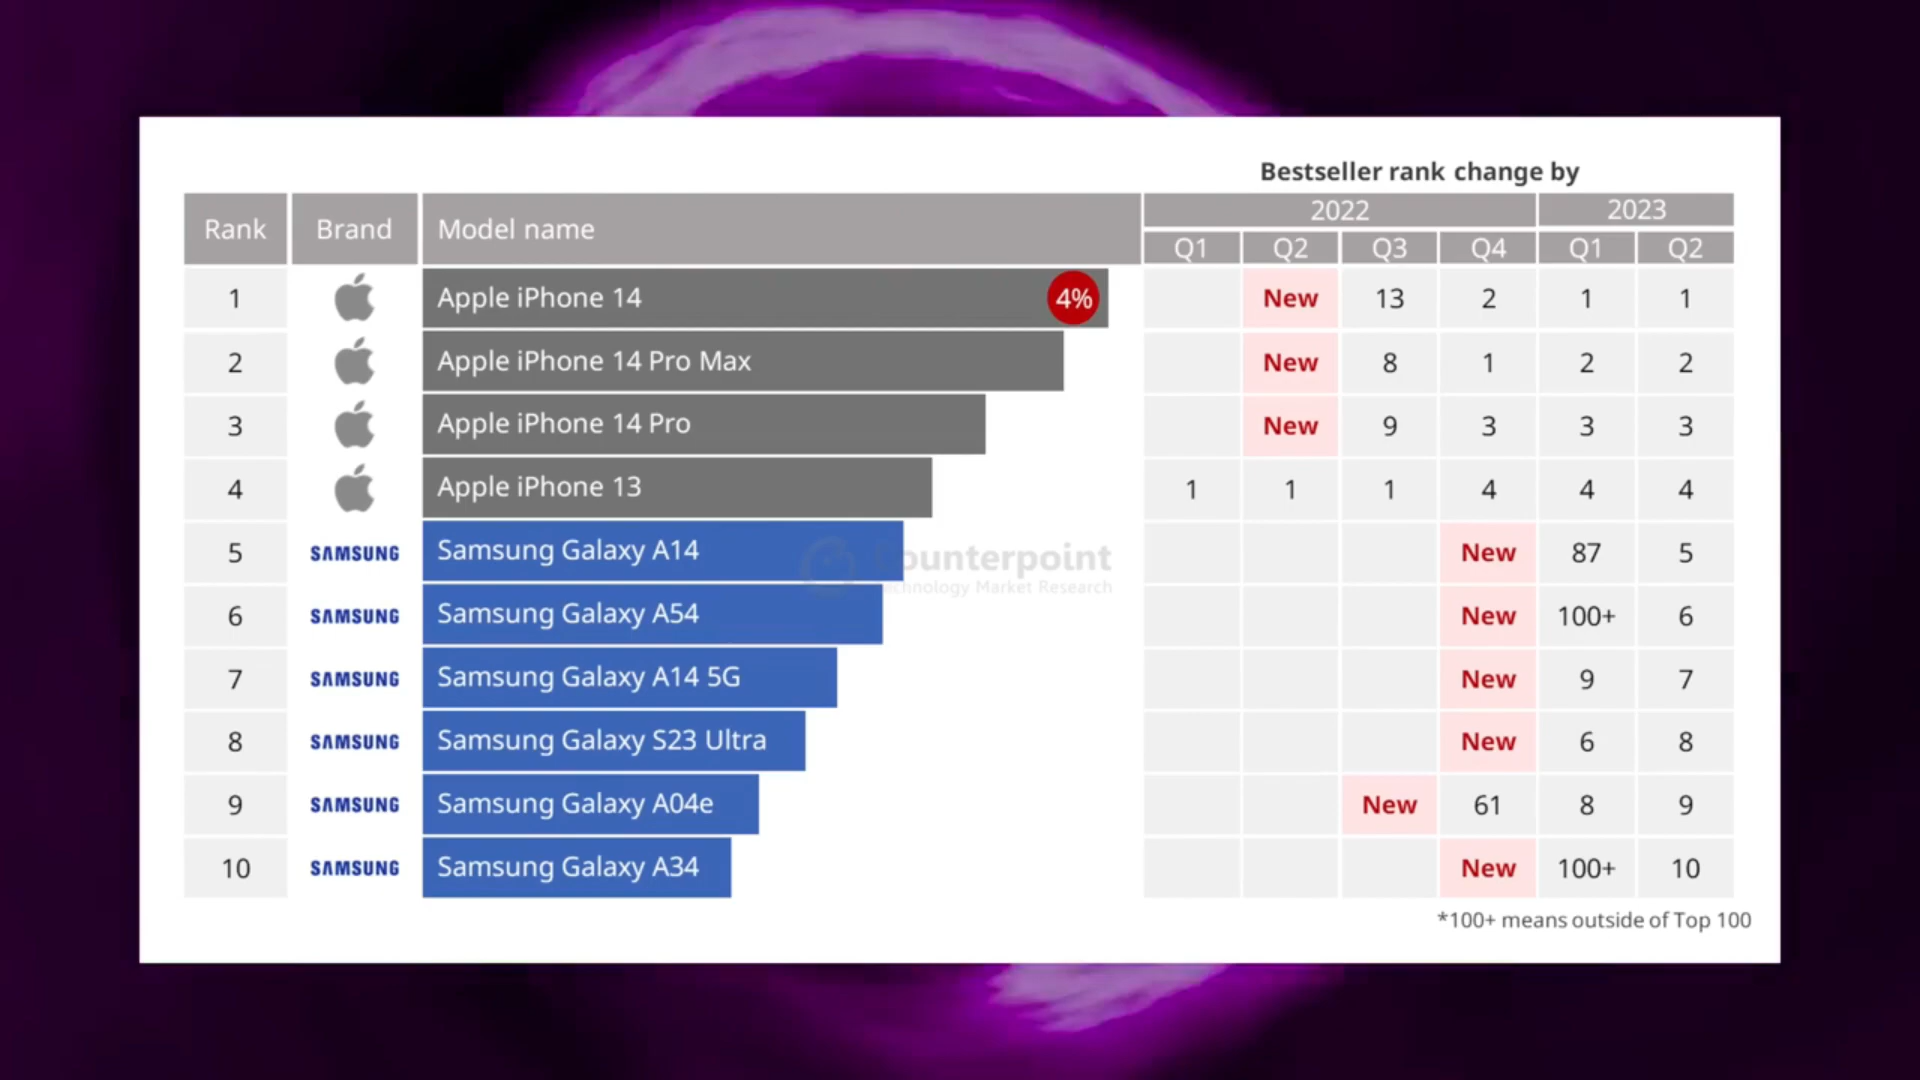 Bestseller rank change by
Rank Brand Model name 2022 2023
Q1 Q2 Q3 Q4 Q1 Q2
1 Apple iPhone 14 4% New 13 2 1 1
2 Apple iPhone 14 Pro Max New 8 1 2 2
3 Apple iPhone 14 Pro New 9 3 3 3
4 Apple iPhone 13 1 1 1 4 4 4
5 SAMSUNG Samsung Galaxy A14 New 87 5
6 SAMSUNG Samsung Galaxy A54 New 100+ 6
7 SAMSUNG Samsung Galaxy A14 5G New 9 7
8 SAMSUNG Samsung Galaxy S23 Ultra New 6 8
9 SAMSUNG Samsung Galaxy A04e New 61 8 9
10 SAMSUNG Samsung Galaxy A34 New 100+ 10
Counterpoint
Technology Market Research
*100+ means outside of Top 100